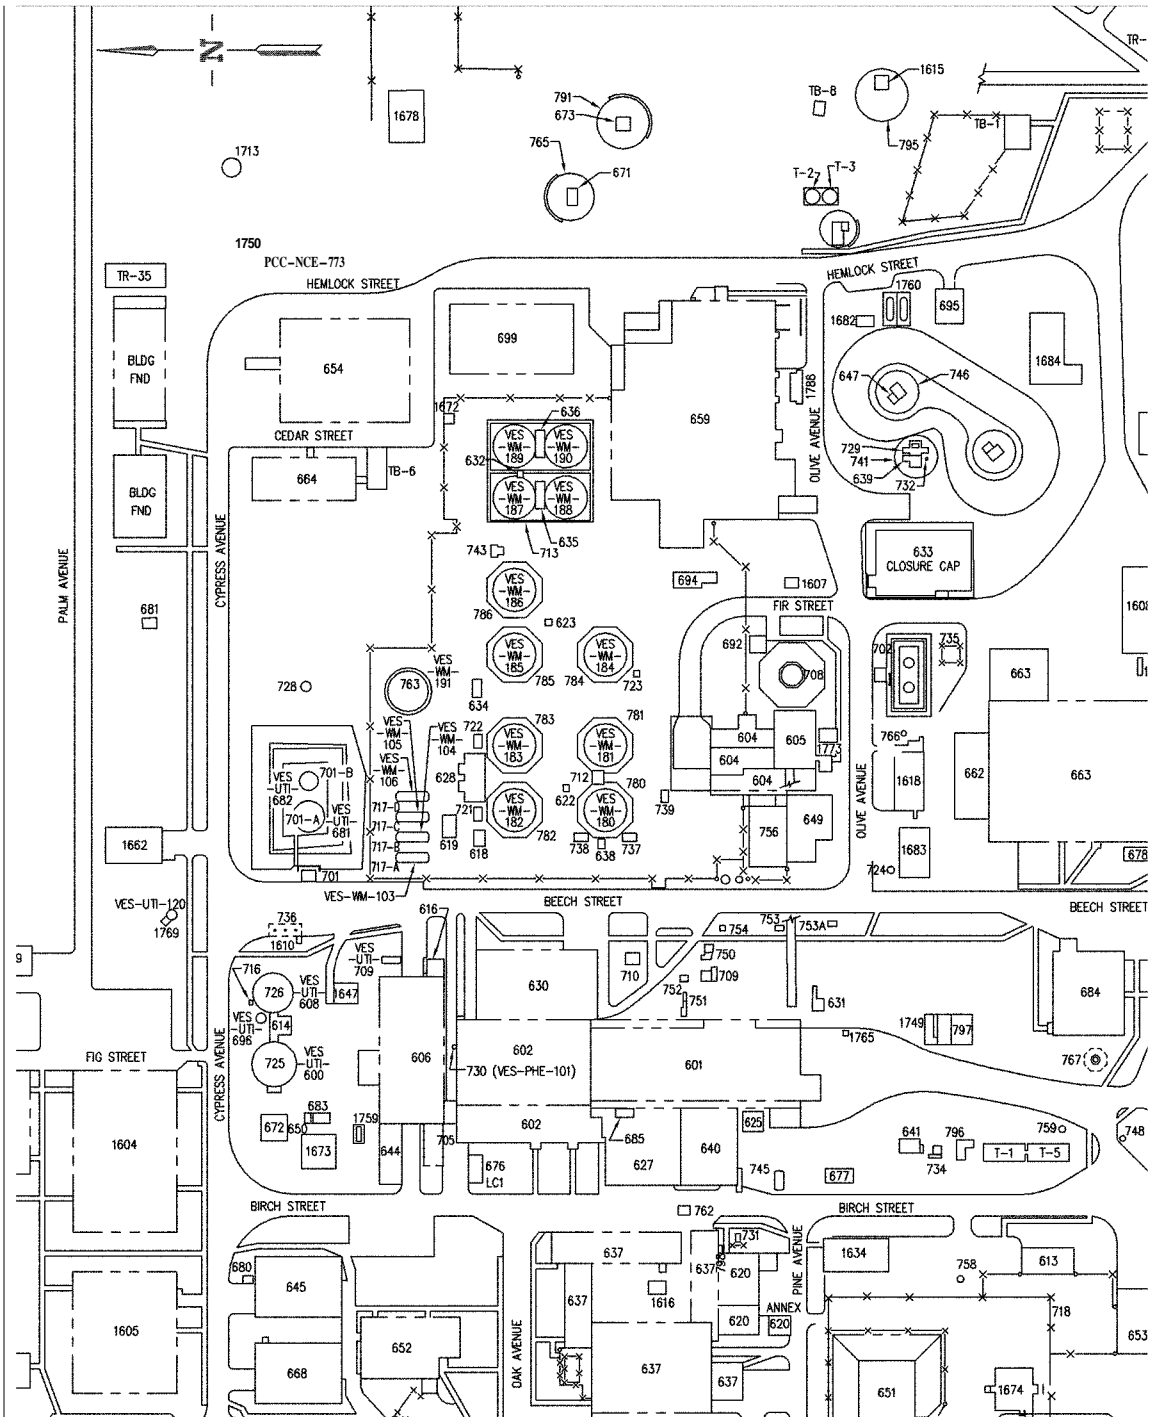 N
1678
791
673
765
671
1713
TB-8
1615
795
TB-1
TR-
T-2
T-3
1750
PCC-NCE-773
HEMLOCK STREET
HEMLOCK STREET
TR-35
BLDG
FND
BLDG
FND
654
699
659
1760
695
1682
1684
647
746
1786
OLIVE AVENUE
729
741
639
732
1672
636
CEDAR STREET
664
TB-6
632
VES
-WM-
189
VES
-WM-
190
VES
-WM-
187
VES
-WM-
188
635
713
743
633
CLOSURE CAP
CYPRESS AVENUE
PALM AVENUE
681
VES
-WM-
186
786
694
1607
FIR STREET
623
692
VES
-WM-
185
785
VES
-WM-
184
784
723
708
702
735
1608
663
728
763
VES
-WM-
191
634
VES
-WM-
105
VES
-WM-
104
VES
-WM-
106
722
783
VES
-WM-
183
781
VES
-WM-
181
604
604
604
605
1773
766
OLIVE AVENUE
1618
662
663
VES
-UTI-
682
701-B
701-A
VES
-UTI-
681
717-D
717-C
717-B
717-A
628
721
712
622
780
VES
-WM-
180
VES
-WM-
182
782
739
756
649
1683
724
678
1662
701
619
618
738
638
737
VES-WM-103
BEECH STREET
BEECH STREET
VES-UTI-120
1769
736
1610
616
VES
-UTI-
709
754
753
753A
750
709
752
751
710
631
9
716
726
VES
-UTI-
608
1647
VES
-UTI-
696
614
725
VES
-UTI-
600
606
630
602
730 (VES-PHE-101)
601
1765
1749
797
684
767
FIG STREET
CYPRESS AVENUE
1604
672
683
650
1673
1759
644
705
602
676
LC1
685
627
640
625
745
677
641
734
796
759
T-1
T-5
748
BIRCH STREET
762
BIRCH STREET
680
645
637
637
798
731
620
PINE AVENUE
1634
758
613
637
1616
ANNEX
620
620
718
653
1605
652
668
OAK AVENUE
637
637
651
1674